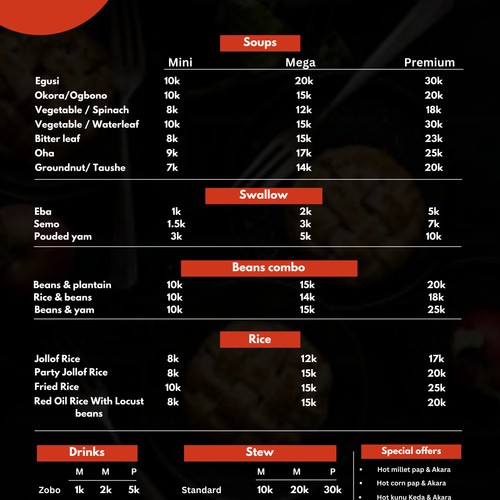 Soups
Mini Mega Premium
Egusi 10k 20k 30k
Okora/Ogbono 10k 15k 20k
Vegetable / Spinach 8k 12k 18k
Vegetable / Waterleaf 10k 15k 30k
Bitter leaf 8k 15k 23k
Oha 9k 17k 25k
Groundnut/ Taushe 7k 14k 20k
Swallow
Eba 1k 2k 5k
Semo 1.5k 3k 7k
Pouded yam 3k 5k 10k
Beans combo
Beans & plantain 10k 15k 20k
Rice & beans 10k 14k 18k
Beans & yam 10k 15k 25k
Rice
Jollof Rice 8k 12k 17k
Party Jollof Rice 8k 15k 20k
Fried Rice 10k 15k 25k
Red Oil Rice With Locust 8k 15k 20k
beans
Drinks Stew Special offers
M M P M M P Hot millet pap & Akara
Hot corn pap & Akara
Zobo 1k 2k 5k Standard 10k 20k 30k Hot kunu Keda & Akara